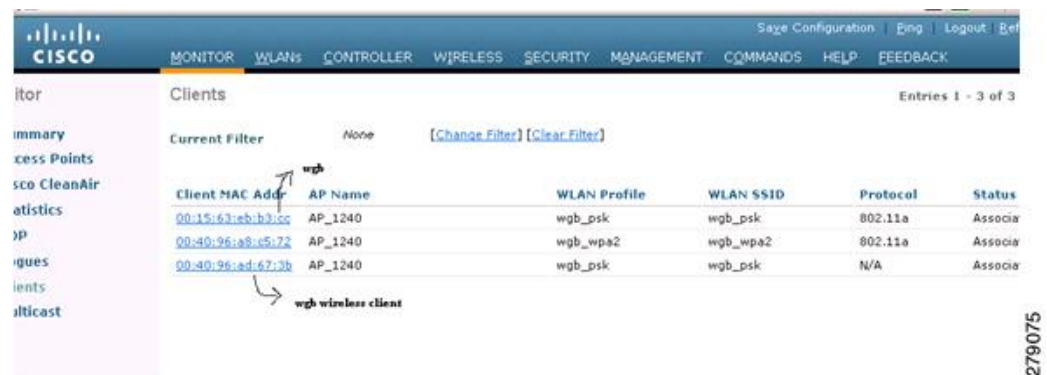 Save Configuration Ping Logout Ref
CISCO MONITOR WLANs CONTROLLER WIRELESS SECURITY MANAGEMENT COMMANDS HELP FEEDBACK
itor Clients Entries 1 - 3 of 3
mmary Current Filter None [Change Filter] [Clear Filter]
cess Points
wgb
sco CleanAir Client MAC Addr AP Name WLAN Profile WLAN SSID Protocol Status
atistics 00:15:63:eb:b3:cc AP_1240 wgb_psk wgb_psk 802.11a Associa
OP 00:40:96:a8:c5:72 AP_1240 wgb_wpa2 wgb_wpa2 802.11a Associa
gues 00:40:96:ad:67:3b AP_1240 wgb_psk wgb_psk N/A Associa
ients
wgb wireless client
ulticast
279075